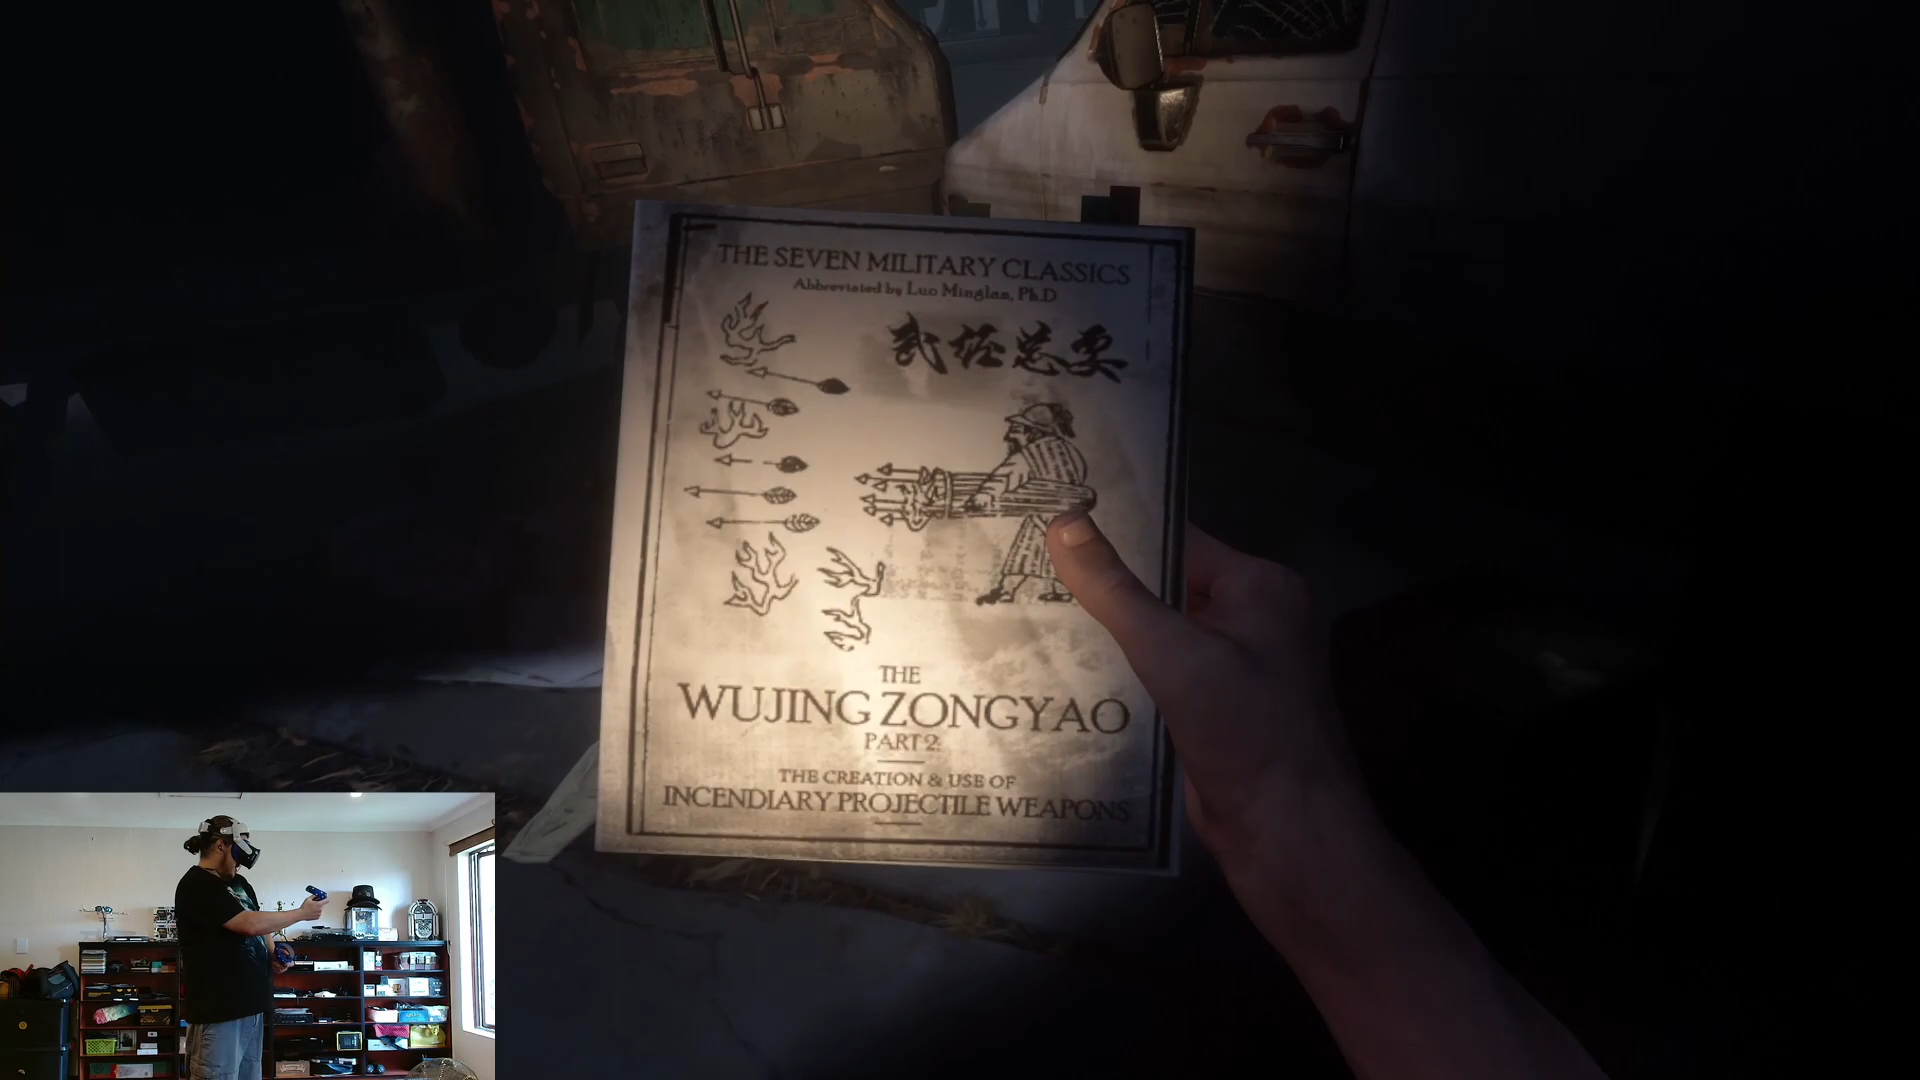 THE SEVEN MILITARY CLASSICS
Abbreviated by Luo Minglan, Ph.D
武经总要
THE
WUJING ZONGYAO
PART 2:
THE CREATION & USE OF
INCENDIARY PROJECTILE WEAPONS